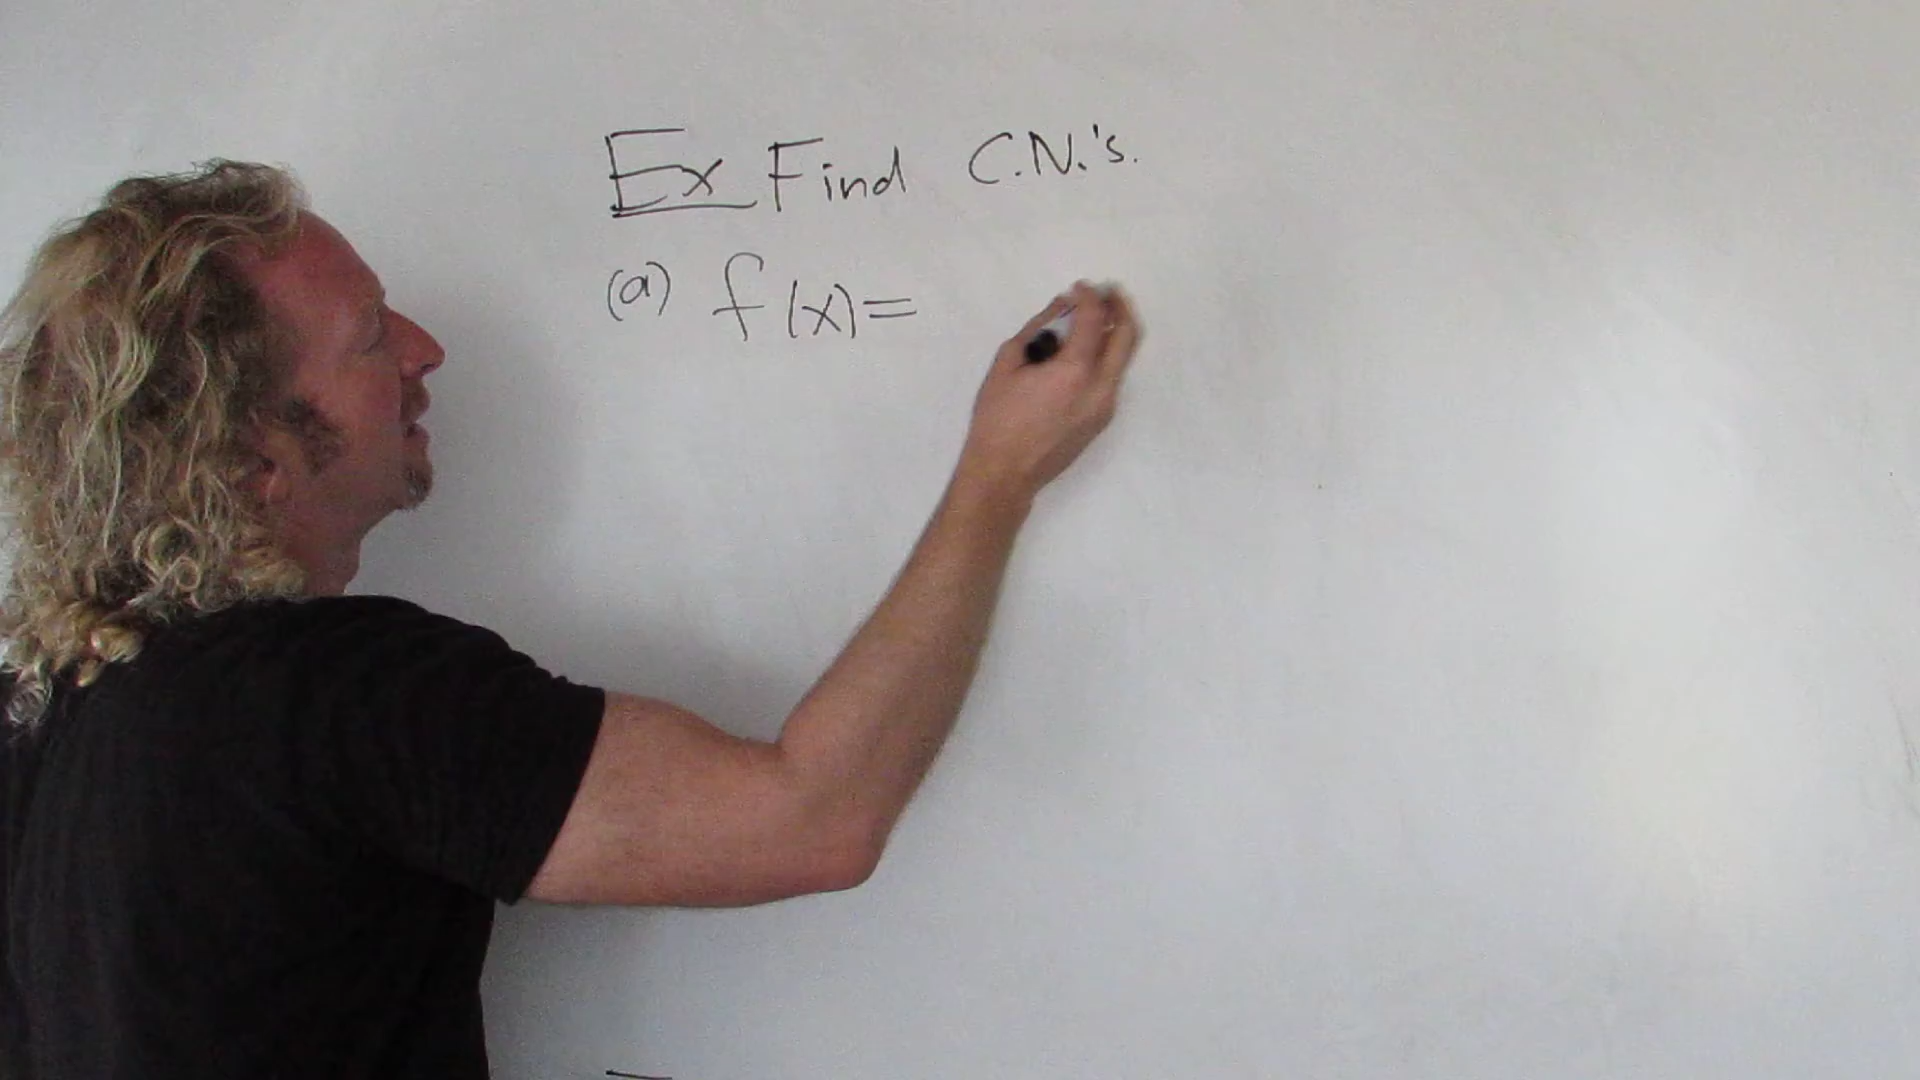 Ex Find C.N.'s.
(a) f(x)=